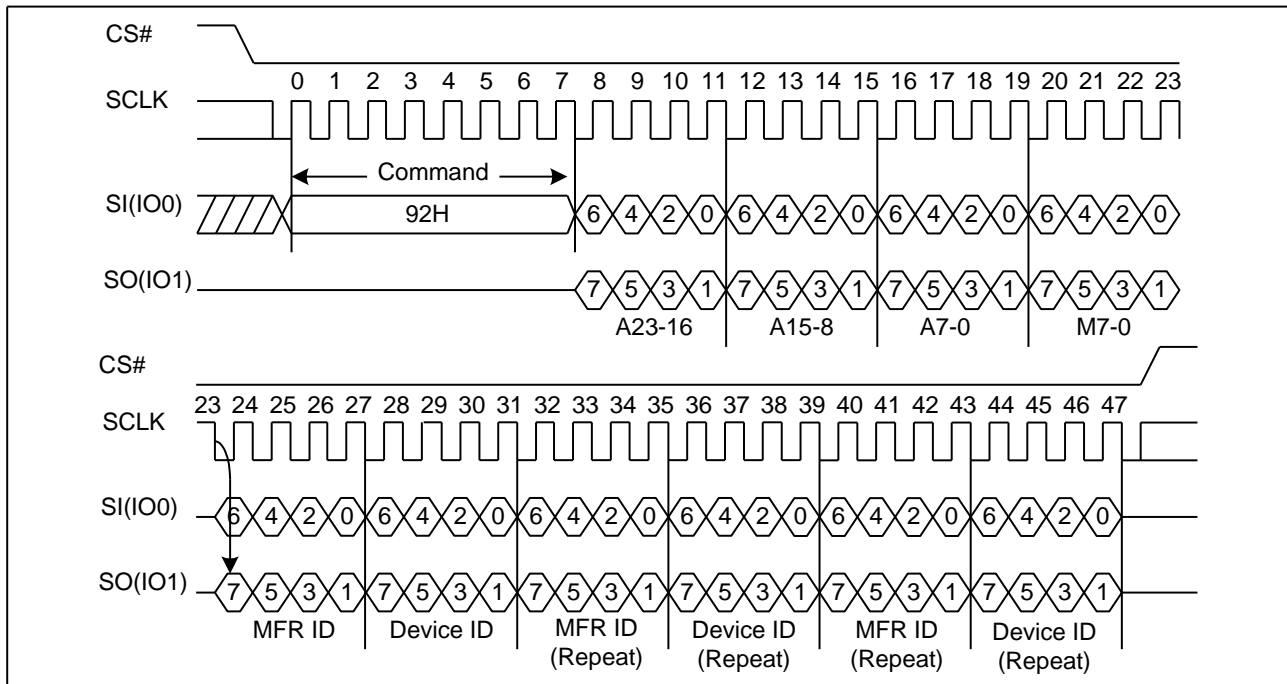 CS#
0 1 2 3 4 5 6 7 8 9 10 11 12 13 14 15 16 17 18 19 20 21 22 23
SCLK
Command
SI(IO0) 92H 6 4 2 0 6 4 2 0 6 4 2 0 6 4 2 0
SO(IO1) 7 5 3 1 7 5 3 1 7 5 3 1 7 5 3 1
A23-16 A15-8 A7-0 M7-0
CS#
23 24 25 26 27 28 29 30 31 32 33 34 35 36 37 38 39 40 41 42 43 44 45 46 47
SCLK
SI(IO0) 6 4 2 0 6 4 2 0 6 4 2 0 6 4 2 0 6 4 2 0 6 4 2 0
SO(IO1) 7 5 3 1 7 5 3 1 7 5 3 1 7 5 3 1 7 5 3 1 7 5 3 1
MFR ID Device ID MFR ID Device ID MFR ID Device ID
(Repeat) (Repeat) (Repeat) (Repeat)